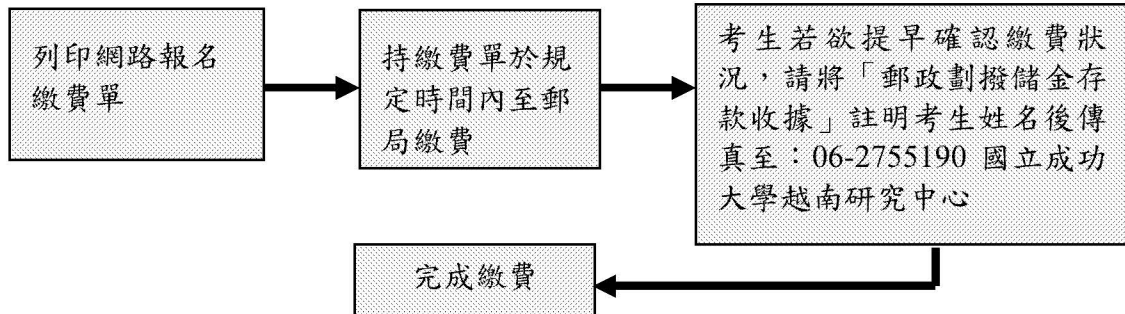 列印網路報名
繳費單
持繳費單於規
定時間內至郵
局繳費
考生若欲提早確認繳費狀
況，請將「郵政劃撥儲金存
款收據」註明考生姓名後傳
真至：06-2755190 國立成功
大學越南研究中心
完成繳費